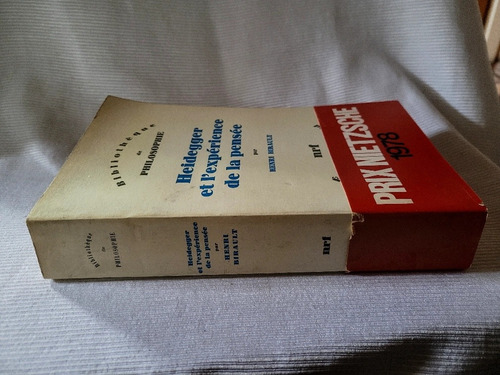 Bibliothèque
de
PHILOSOPHIE
Heidegger
et l'expérience
de la pensée
par
HENRI BIRAULT
nrf
PRIX NIETZSCHE
1978
Bibliothèque
de
PHILOSOPHIE
Heidegger
et l'expérience
de la pensée
par
HENRI
BIRAULT
nrf